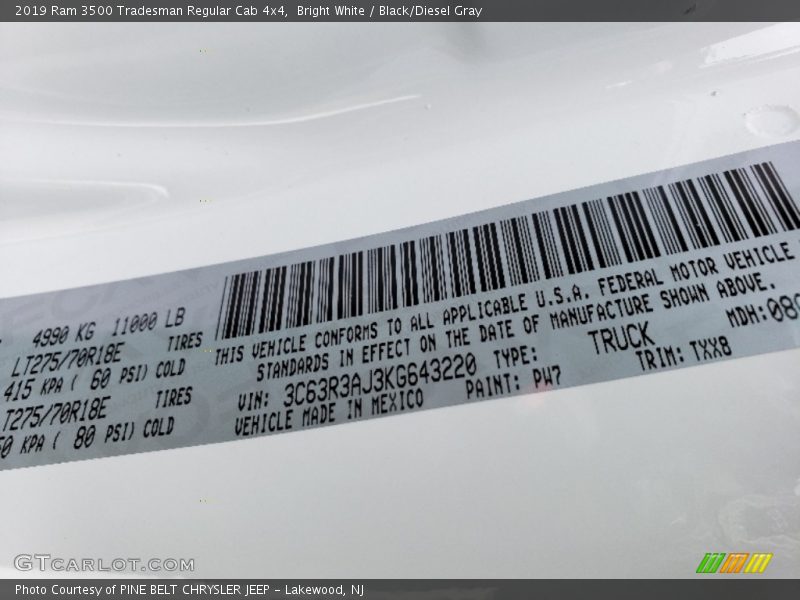 2019 Ram 3500 Tradesman Regular Cab 4x4, Bright White / Black/Diesel Gray
4990 KG 11000 LB
LT275/70R18E TIRES
415 KPA ( 60 PSI) COLD
T275/70R18E TIRES
50 KPA ( 80 PSI) COLD
THIS VEHICLE CONFORMS TO ALL APPLICABLE U.S.A. FEDERAL MOTOR VEHICLE
STANDARDS IN EFFECT ON THE DATE OF MANUFACTURE SHOWN ABOVE.
VIN: 3C63R3AJ3KG643220 TYPE: TRUCK MDH:080
VEHICLE MADE IN MEXICO PAINT: PW7 TRIM: TXX8
GTCARLOT.COM
Photo Courtesy of PINE BELT CHRYSLER JEEP - Lakewood, NJ